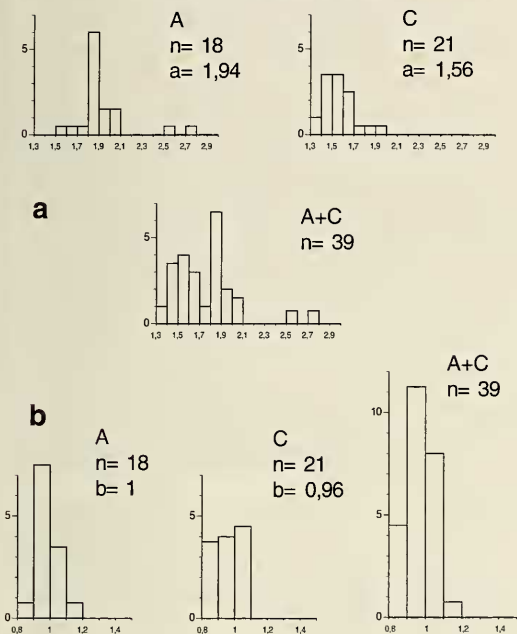 A
n= 18
a= 1,94
5
0
1,3 1,5 1,7 1,9 2,1 2,3 2,5 2,7 2,9
C
n= 21
a= 1,56
5
0
1,3 1,5 1,7 1,9 2,1 2,3 2,5 2,7 2,9
a
A+C
n= 39
5
0
1,3 1,5 1,7 1,9 2,1 2,3 2,5 2,7 2,9
b
A
n= 18
b= 1
5
0
0,8 1 1,2 1,4
C
n= 21
b= 0,96
5
0
0,8 1 1,2 1,4
A+C
n= 39
10
5
0
0,8 1 1,2 1,4